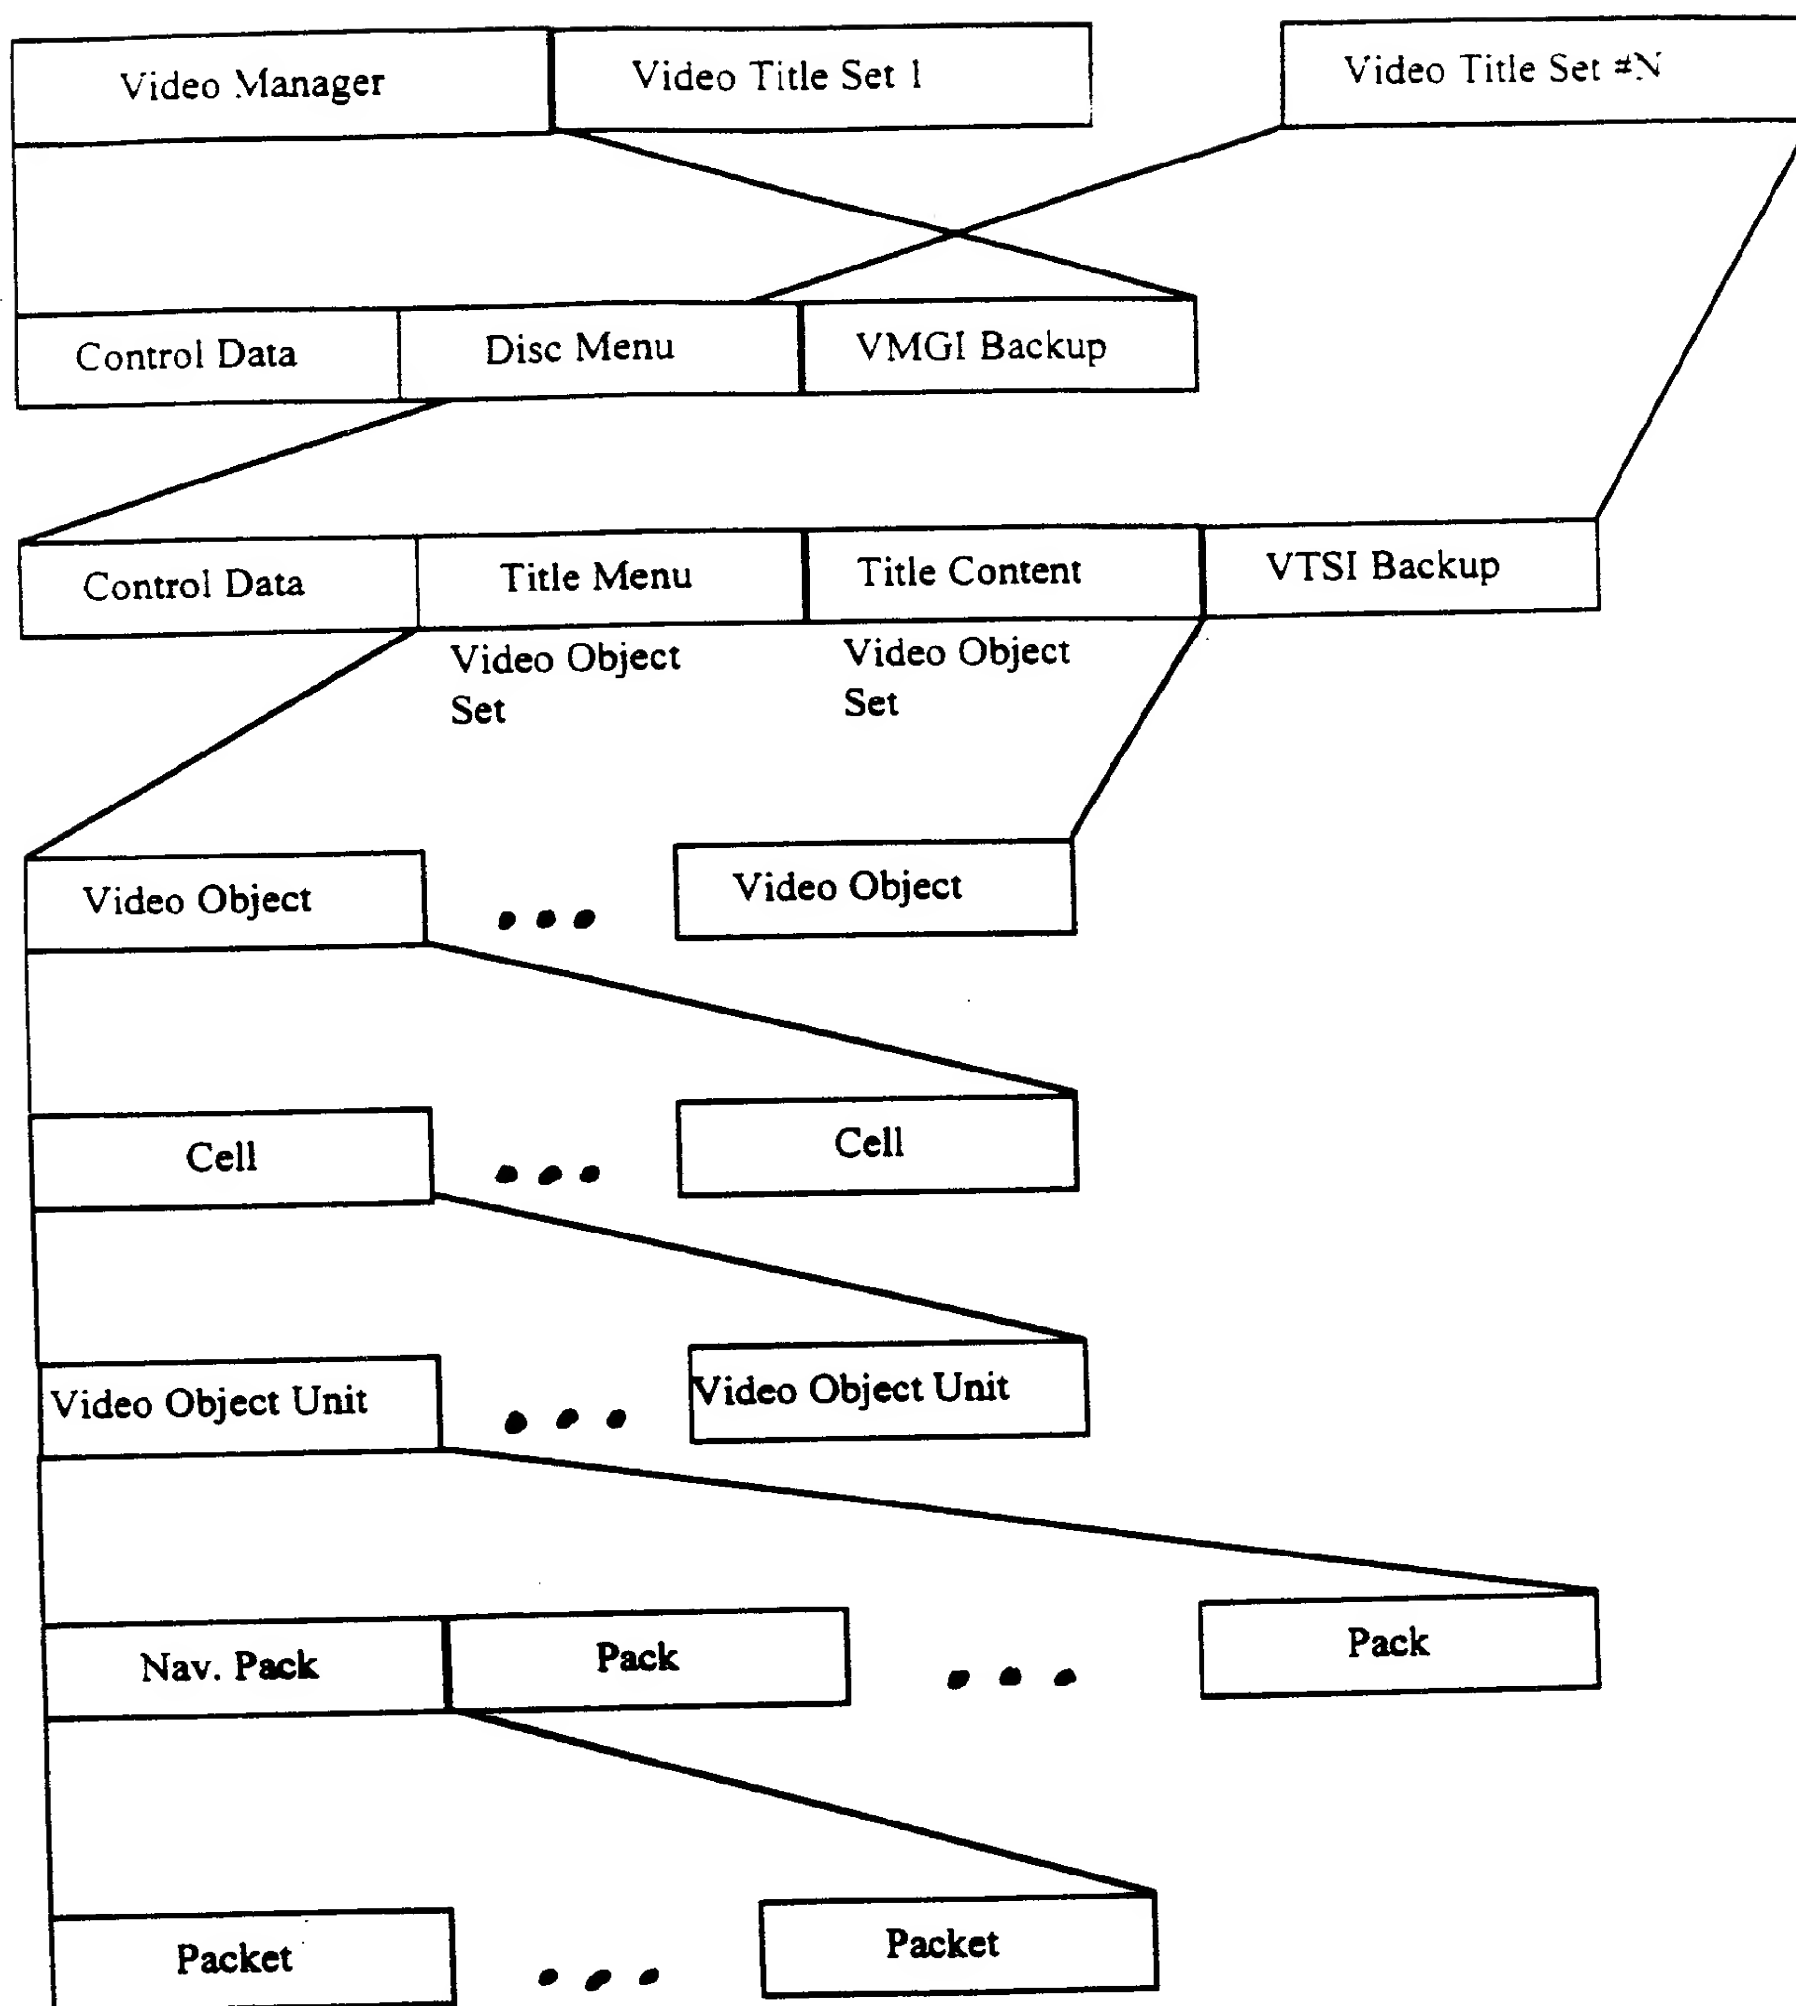 Video Manager
Video Title Set 1
Video Title Set #N
Control Data
Disc Menu
VMGI Backup
Control Data
Title Menu
Title Content
VTSI Backup
Video Object
Set
Video Object
Set
Video Object
Video Object
Cell
Cell
Video Object Unit
Video Object Unit
Nav. Pack
Pack
Pack
Packet
Packet